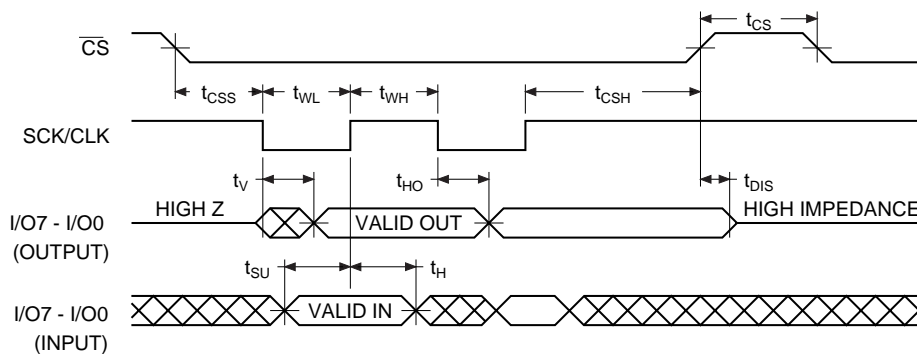 CS
tCS
tCSS
tWL
tWH
tCSH
SCK/CLK
tV
tHO
tDIS
I/O7 - I/O0
(OUTPUT)
HIGH Z
VALID OUT
HIGH IMPEDANCE
tSU
tH
I/O7 - I/O0
(INPUT)
VALID IN